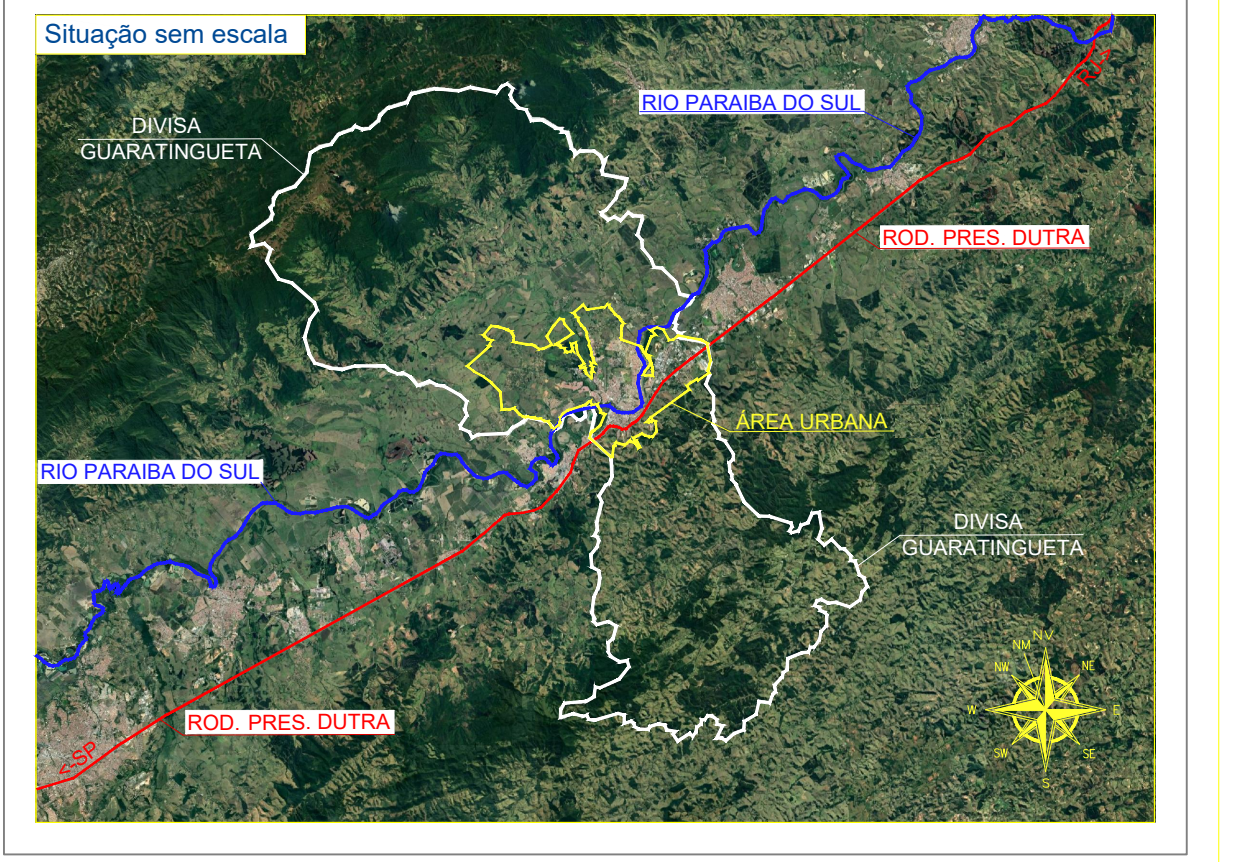 Situação sem escala
RIO PARAIBA DO SUL
RJ->
DIVISA
GUARATINGUETA
ROD. PRES. DUTRA
ÁREA URBANA
RIO PARAIBA DO SUL
DIVISA
GUARATINGUETA
ROD. PRES. DUTRA
<-SP
NV
NM
NW
NE
W
E
SW
SE
S